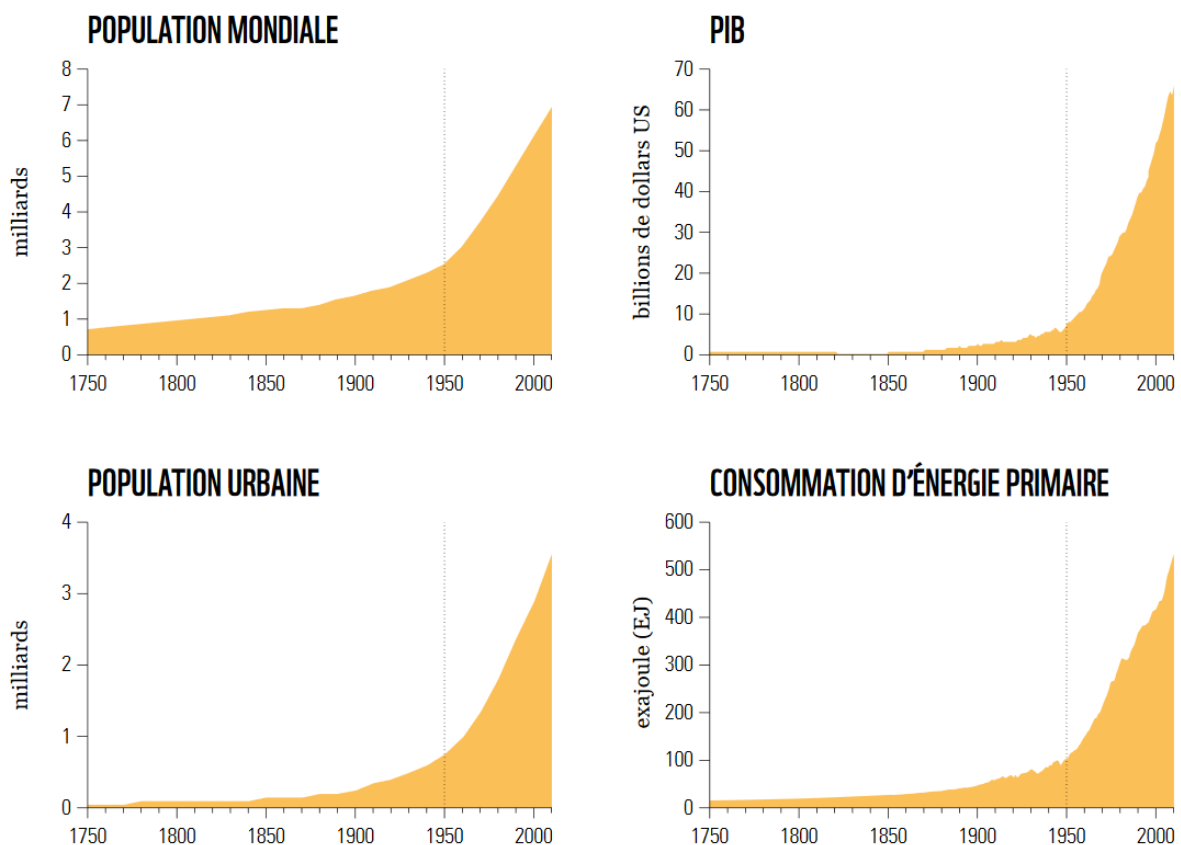 POPULATION MONDIALE
milliards
8
7
6
5
4
3
2
1
0
1750 1800 1850 1900 1950 2000
PIB
billions de dollars US
70
60
50
40
30
20
10
0
1750 1800 1850 1900 1950 2000
POPULATION URBAINE
milliards
4
3
2
1
0
1750 1800 1850 1900 1950 2000
CONSOMMATION D’ÉNERGIE PRIMAIRE
exajoule (EJ)
600
500
400
300
200
100
0
1750 1800 1850 1900 1950 2000